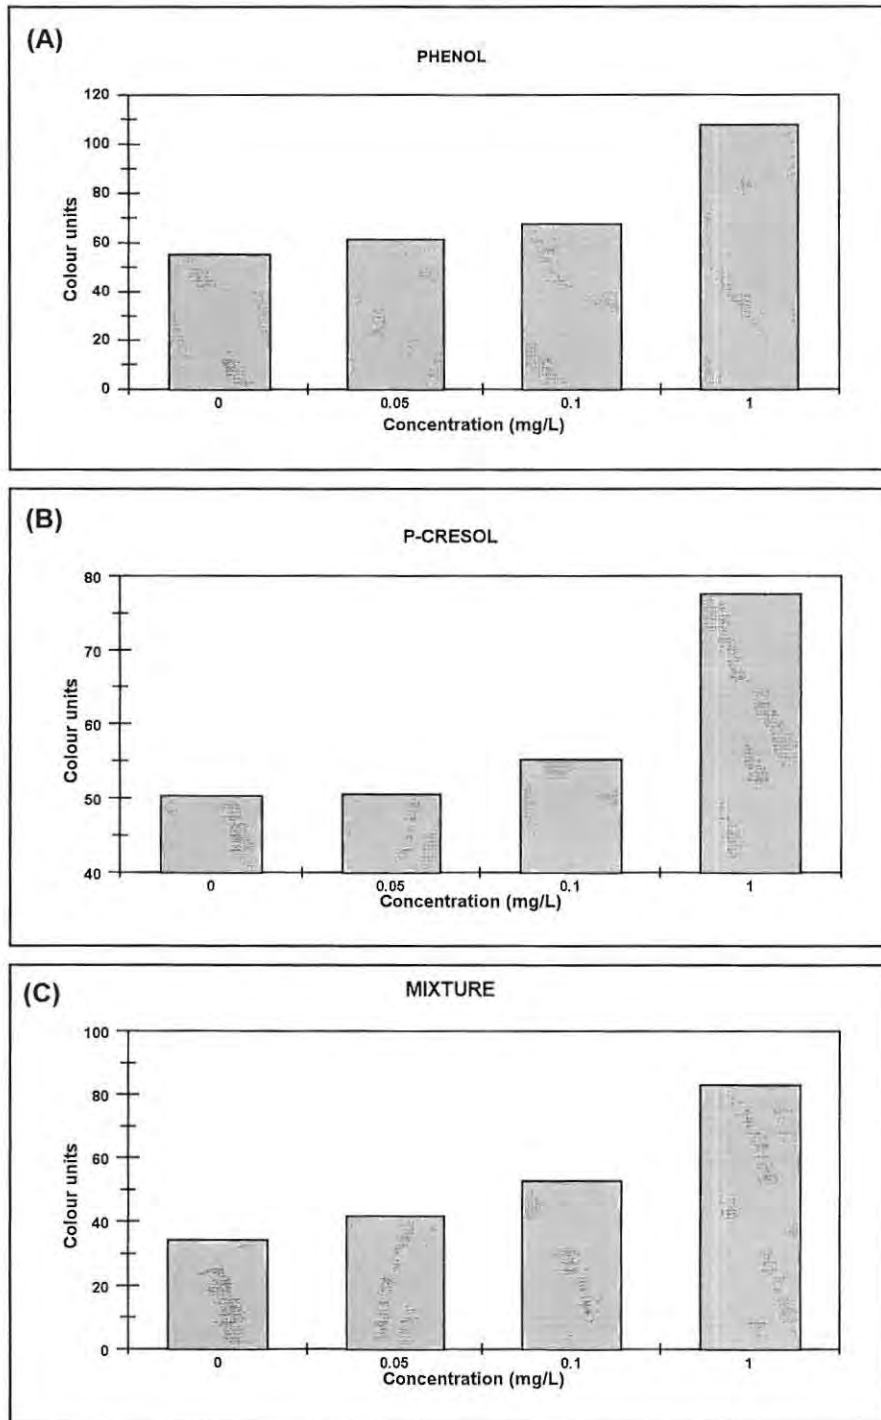 (A)
PHENOL
120
100
80
60
40
20
0
Colour units
0 0.05 0.1 1
Concentration (mg/L)
(B)
P-CRESOL
80
70
60
50
40
Colour units
0 0.05 0.1 1
Concentration (mg/L)
(C)
MIXTURE
100
80
60
40
20
0
Colour units
0 0.05 0.1 1
Concentration (mg/L)